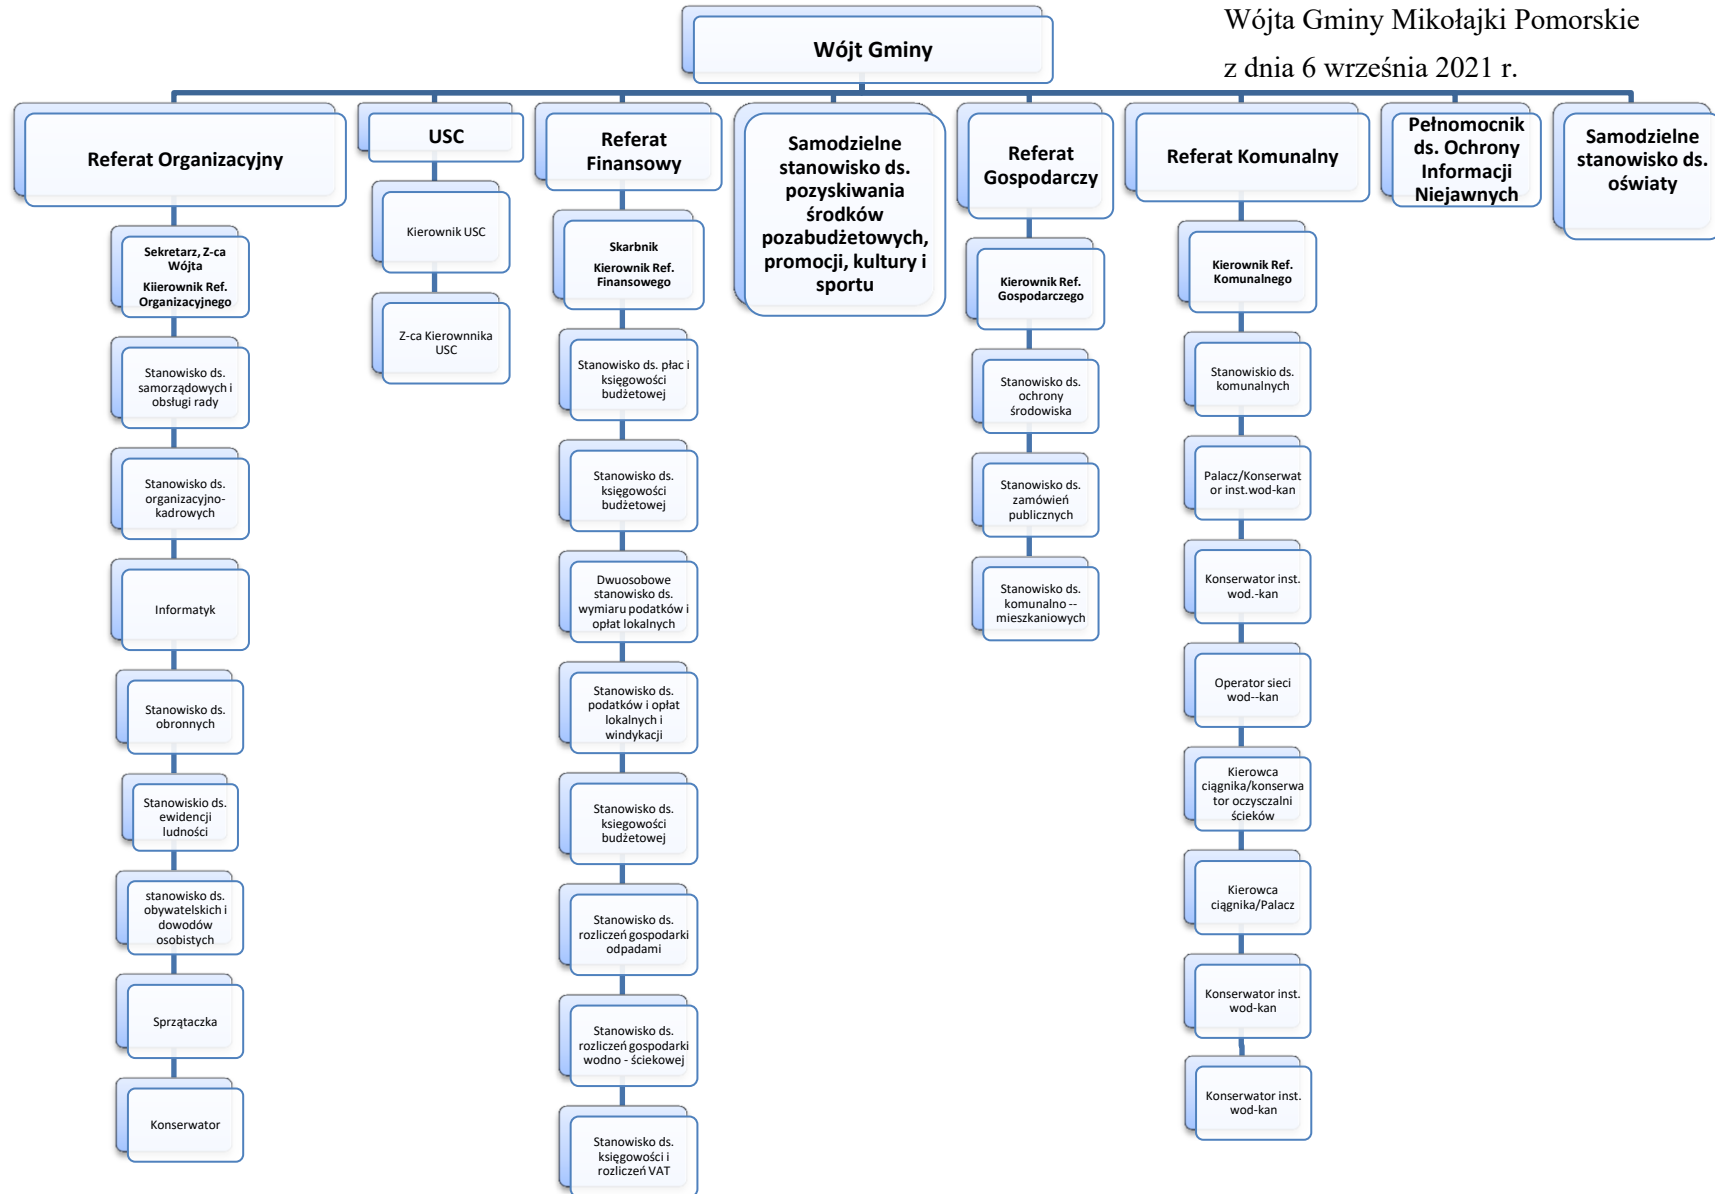 Wójta Gminy Mikołajki Pomorskie
z dnia 6 września 2021 r.
Wójt Gminy
Referat Organizacyjny
Sekretarz, Z-ca
Wójta
Kiierownik Ref.
Organizacyjnego
Stanowisko ds.
samorządowych i
obsługi rady
Stanowisko ds.
organizacyjno-
kadrowych
Informatyk
Stanowisko ds.
obronnych
Stanowiskio ds.
ewidencji
ludności
stanowisko ds.
obywatelskich i
dowodów
osobistych
Sprzątaczka
Konserwator
USC
Kierownik USC
Z-ca Kierownnika
USC
Referat
Finansowy
Skarbnik
Kierownik Ref.
Finansowego
Stanowisko ds. płac i
księgowości
budżetowej
Stanowisko ds.
księgowości
budżetowej
Dwuosobowe
stanowisko ds.
wymiaru podatków i
opłat lokalnych
Stanowisko ds.
podatków i opłat
lokalnych i
windykacji
Stanowisko ds.
ksiegowości
budżetowej
Stanowisko ds.
rozliczeń gospodarki
odpadami
Stanowisko ds.
rozliczeń gospodarki
wodno - ściekowej
Stanowisko ds.
księgowości i
rozliczeń VAT
Samodzielne
stanowisko ds.
pozyskiwania
środków
pozabudżetowych,
promocji, kultury i
sportu
Referat
Gospodarczy
Kierownik Ref.
Gospodarczego
Stanowisko ds.
ochrony
środowiska
Stanowisko ds.
zamówień
publicznych
Stanowisko ds.
komunalno --
mieszkaniowych
Referat Komunalny
Kierownik Ref.
Komunalnego
Stanowiskio ds.
komunalnych
Palacz/Konserwat
or inst.wod-kan
Konserwator inst.
wod.-kan
Operator sieci
wod--kan
Kierowca
ciągnika/konserwa
tor oczysczalni
ścieków
Kierowca
ciągnika/Palacz
Konserwator inst.
wod-kan
Konserwator inst.
wod-kan
Pełnomocnik
ds. Ochrony
Informacji
Niejawnych
Samodzielne
stanowisko ds.
oświaty